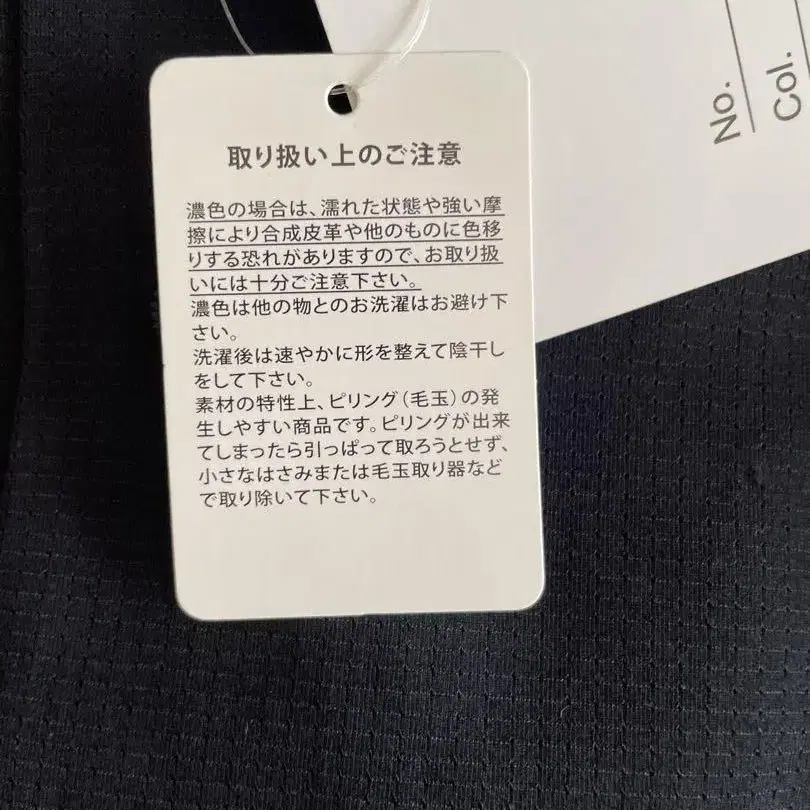 取り扱い上のご注意
濃色の場合は、濡れた状態や強い摩
擦により合成皮革や他のものに色移
りする恐れがありますので、お取り扱
いには十分ご注意下さい。
濃色は他の物とのお洗濯はお避け下
さい。
洗濯後は速やかに形を整えて陰干し
をして下さい。
素材の特性上、ピリング(毛玉)の発
生しやすい商品です。ピリングが出来
てしまったら引っぱって取ろうとせず、
小さなはさみまたは毛玉取り器など
で取り除いて下さい。
No.
Col.